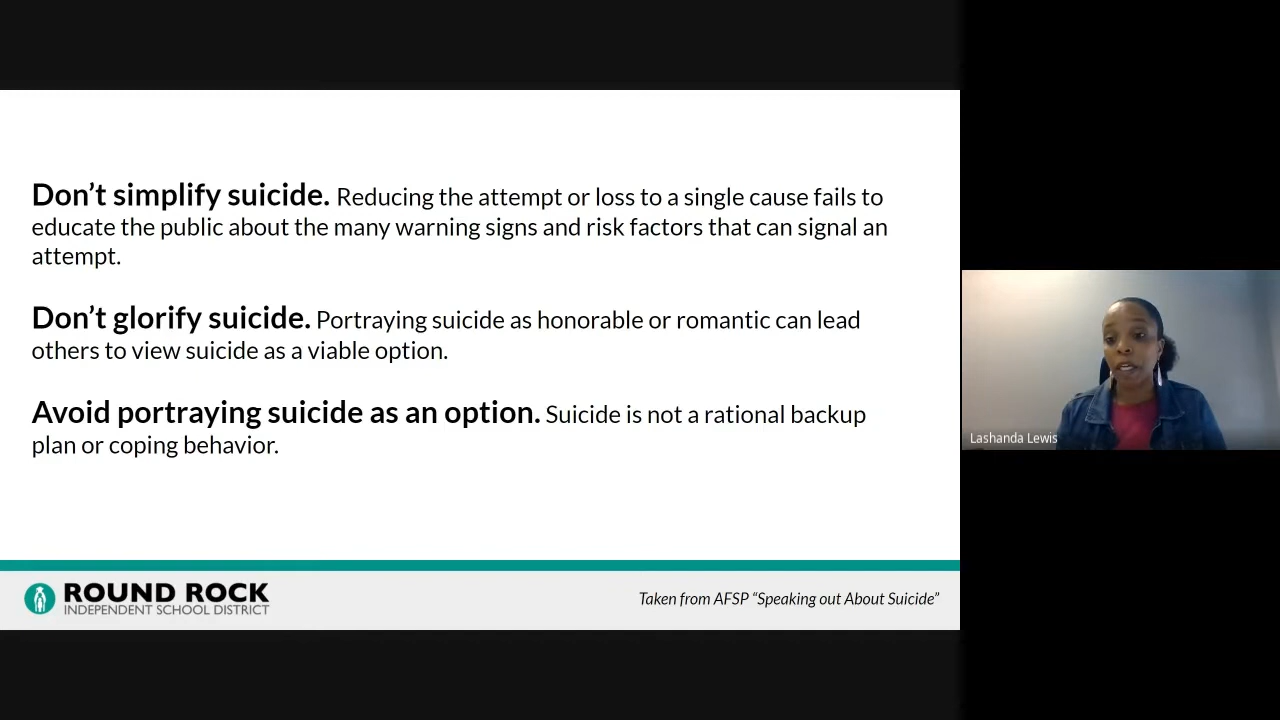 Don’t simplify suicide. Reducing the attempt or loss to a single cause fails to
educate the public about the many warning signs and risk factors that can signal an
attempt.
Don’t glorify suicide. Portraying suicide as honorable or romantic can lead
others to view suicide as a viable option.
Avoid portraying suicide as an option. Suicide is not a rational backup
plan or coping behavior.
Lashanda Lewis
ROUND ROCK
INDEPENDENT SCHOOL DISTRICT
Taken from AFSP “Speaking out About Suicide”